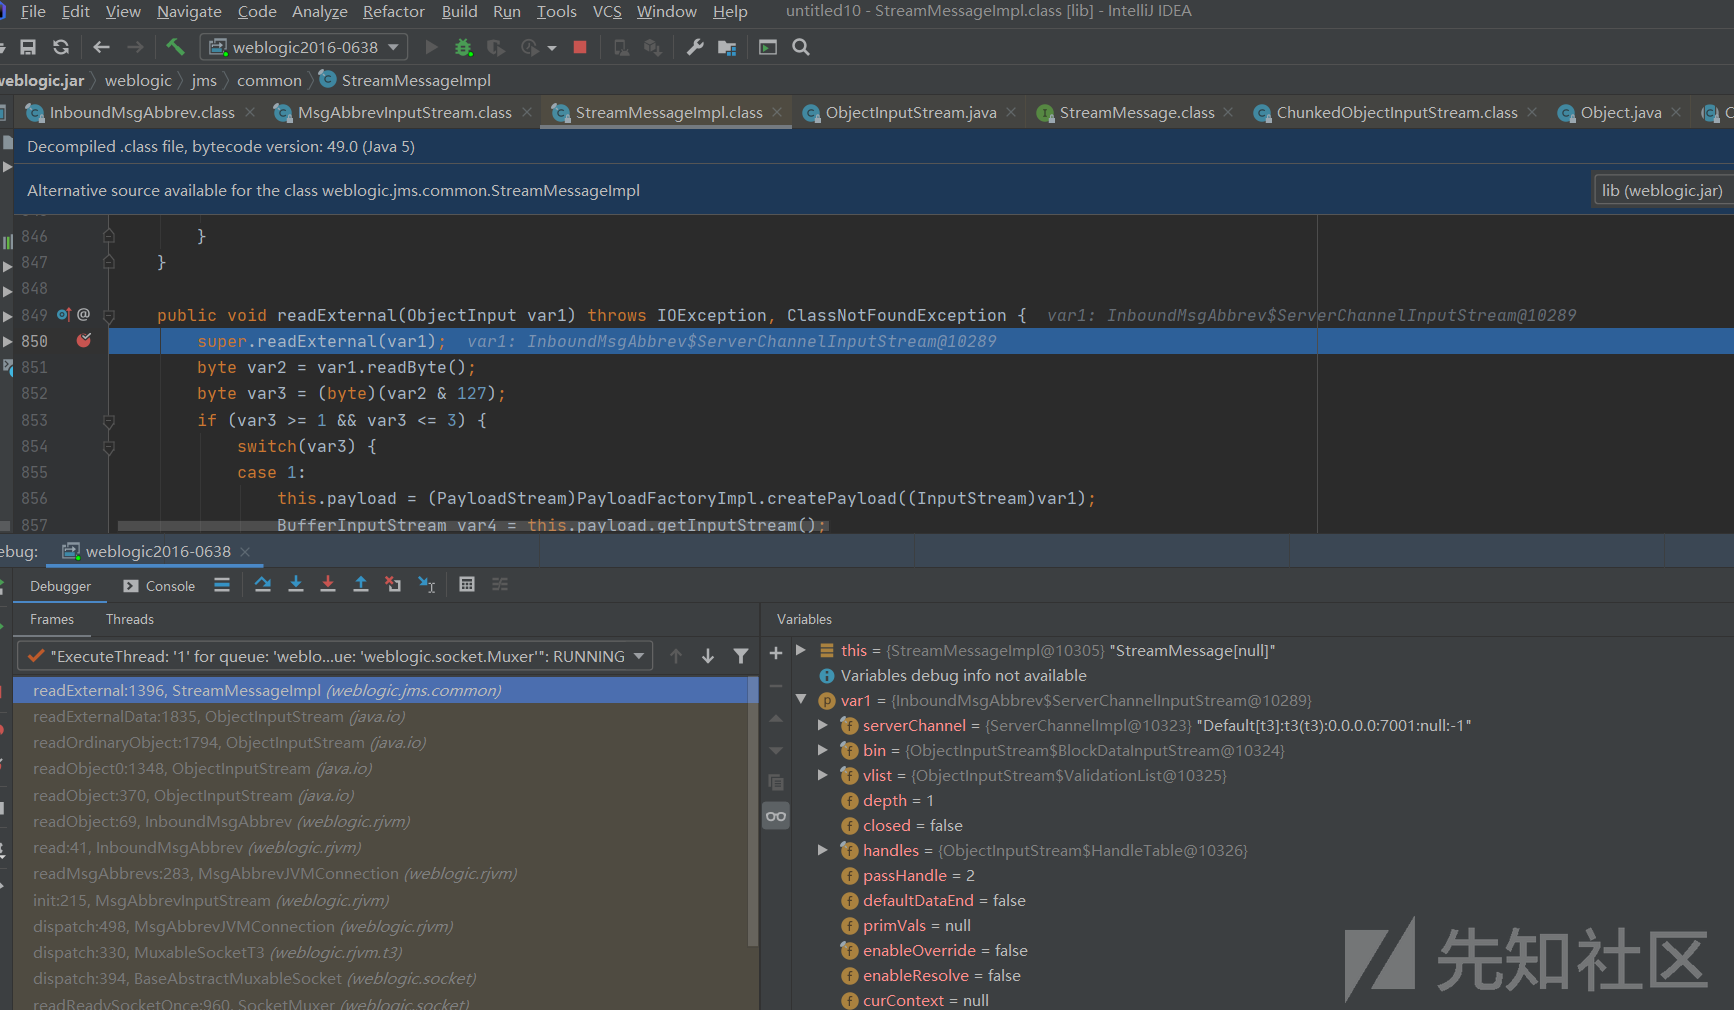 File Edit View Navigate Code Analyze Refactor Build Run Tools VCS Window Help untitled10 - StreamMessageImpl.class [lib] - IntelliJ IDEA
weblogic2016-0638
weblogic.jar weblogic jms common StreamMessageImpl
InboundMsgAbbrev.class MsgAbbrevInputStream.class StreamMessageImpl.class ObjectInputStream.java StreamMessage.class ChunkedObjectInputStream.class Object.java
Decompiled .class file, bytecode version: 49.0 (Java 5)
Alternative source available for the class weblogic.jms.common.StreamMessageImpl lib (weblogic.jar)
846 }
847 }
848
849 @ public void readExternal(ObjectInput var1) throws IOException, ClassNotFoundException { var1: InboundMsgAbbrev$ServerChannelInputStream@10289
850 super.readExternal(var1); var1: InboundMsgAbbrev$ServerChannelInputStream@10289
851 byte var2 = var1.readByte();
852 byte var3 = (byte)(var2 & 127);
853 if (var3 >= 1 && var3 <= 3) {
854 switch(var3) {
855 case 1:
856 this.payload = (PayloadStream)PayloadFactoryImpl.createPayload((InputStream)var1);
857 BufferInputStream var4 = this.payload.getInputStream();
ebug: weblogic2016-0638
Debugger Console
Frames Threads
"ExecuteThread: '1' for queue: 'weblo...ue: 'weblogic.socket.Muxer'": RUNNING
readExternal:1396, StreamMessageImpl (weblogic.jms.common)
readExternalData:1835, ObjectInputStream (java.io)
readOrdinaryObject:1794, ObjectInputStream (java.io)
readObject0:1348, ObjectInputStream (java.io)
readObject:370, ObjectInputStream (java.io)
readObject:69, InboundMsgAbbrev (weblogic.rjvm)
read:41, InboundMsgAbbrev (weblogic.rjvm)
readMsgAbbrevs:283, MsgAbbrevJVMConnection (weblogic.rjvm)
init:215, MsgAbbrevInputStream (weblogic.rjvm)
dispatch:498, MsgAbbrevJVMConnection (weblogic.rjvm)
dispatch:330, MuxableSocketT3 (weblogic.rjvm.t3)
dispatch:394, BaseAbstractMuxableSocket (weblogic.socket)
readReadySocketOnce:960, SocketMuxer (weblogic.socket)
Variables
this = {StreamMessageImpl@10305} "StreamMessage[null]"
Variables debug info not available
var1 = {InboundMsgAbbrev$ServerChannelInputStream@10289}
serverChannel = {ServerChannelImpl@10323} "Default[t3]:t3(t3):0.0.0.0:7001:null:-1"
bin = {ObjectInputStream$BlockDataInputStream@10324}
vlist = {ObjectInputStream$ValidationList@10325}
depth = 1
closed = false
handles = {ObjectInputStream$HandleTable@10326}
passHandle = 2
defaultDataEnd = false
primVals = null
enableOverride = false
enableResolve = false
curContext = null
先知社区